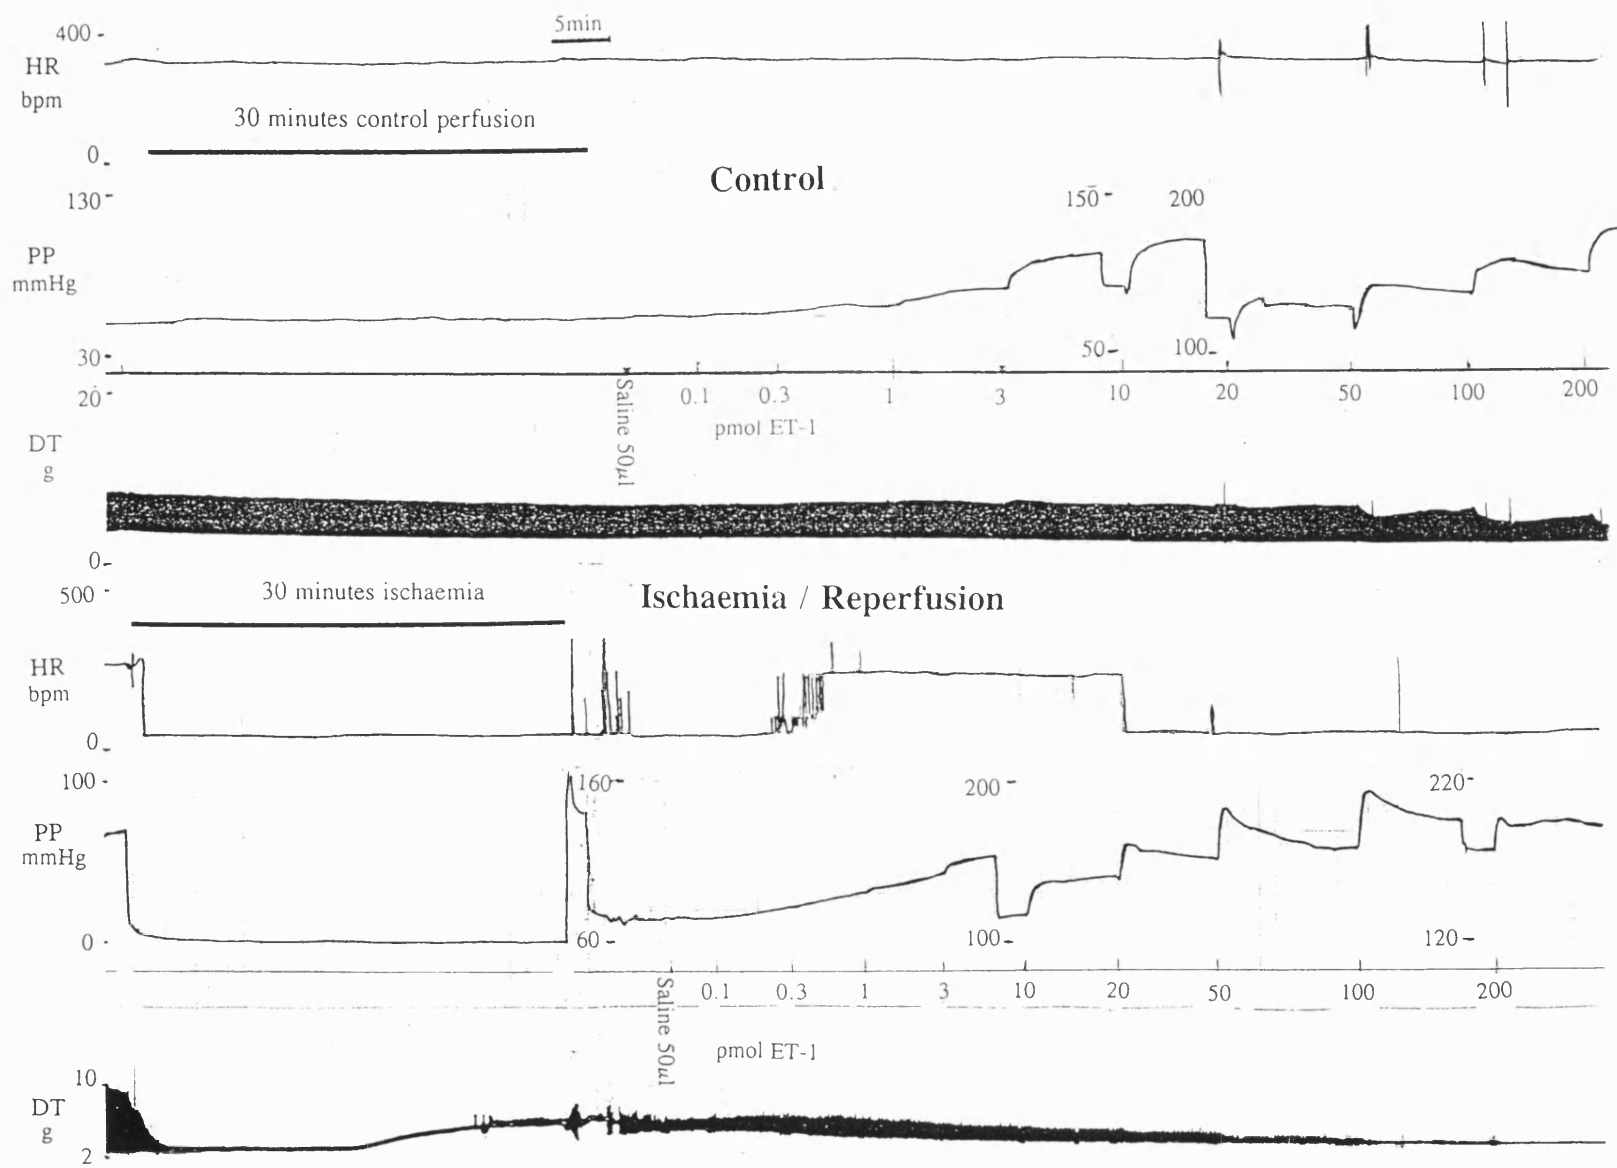 5min
400
HR
bpm
30 minutes control perfusion
0
Control
130
150
200
PP
mmHg
30
50
100
20
Saline 50µl
0.1
0.3
1
3
10
20
50
100
200
pmol ET-1
DT
g
0
500
30 minutes ischaemia
Ischaemia / Reperfusion
HR
bpm
0
100
160
200
220
PP
mmHg
0
60
100
120
Saline 50µl
0.1
0.3
1
3
10
20
50
100
200
pmol ET-1
10
DT
g
2